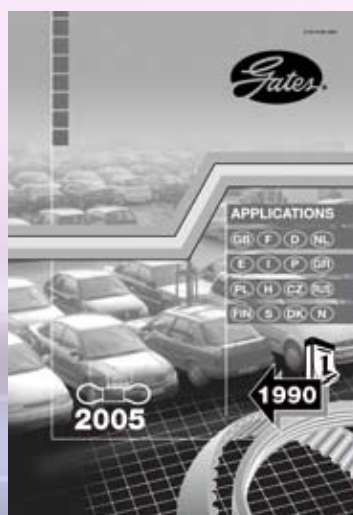 Gates
APPLICATIONS
GB F D NL
E I P GR
PL H CZ RUS
FIN S DK N
1990
2005